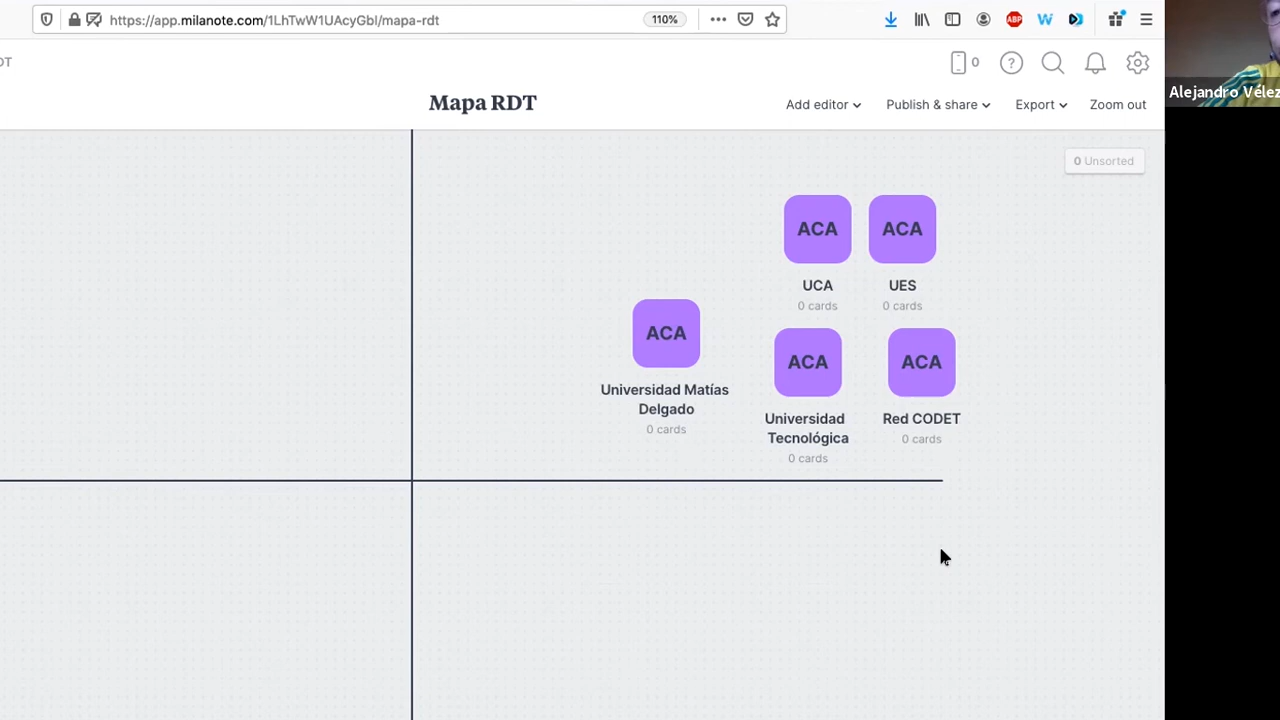 https://app.milanote.com/1LhTwW1UAcyGbl/mapa-rdt
110%
ABP
W
DT
0
Mapa RDT
Add editor
Publish & share
Export
Zoom out
Alejandro Vélez
0 Unsorted
ACA
ACA
UCA
UES
0 cards
0 cards
ACA
Universidad Matías
Delgado
0 cards
ACA
ACA
Universidad
Tecnológica
0 cards
Red CODET
0 cards